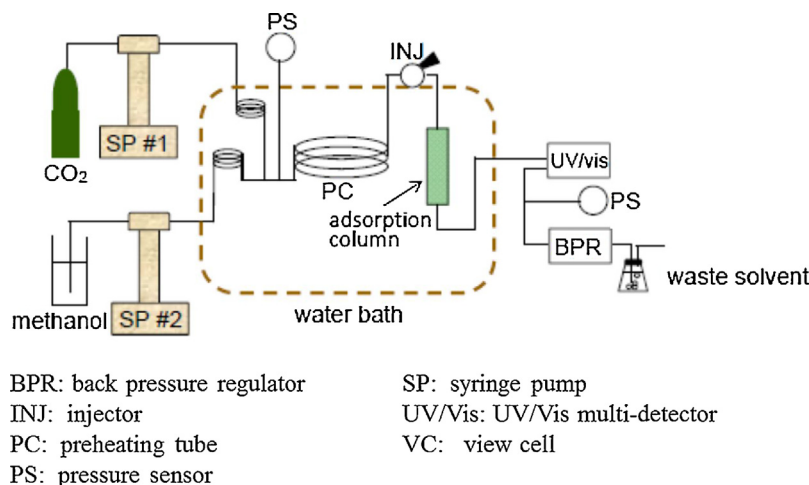 PS
INJ
SP #1
CO₂
PC
UV/vis
adsorption
column
PS
BPR
methanol
SP #2
water bath
waste solvent
BPR: back pressure regulator
INJ: injector
PC: preheating tube
PS: pressure sensor
SP: syringe pump
UV/Vis: UV/Vis multi-detector
VC: view cell